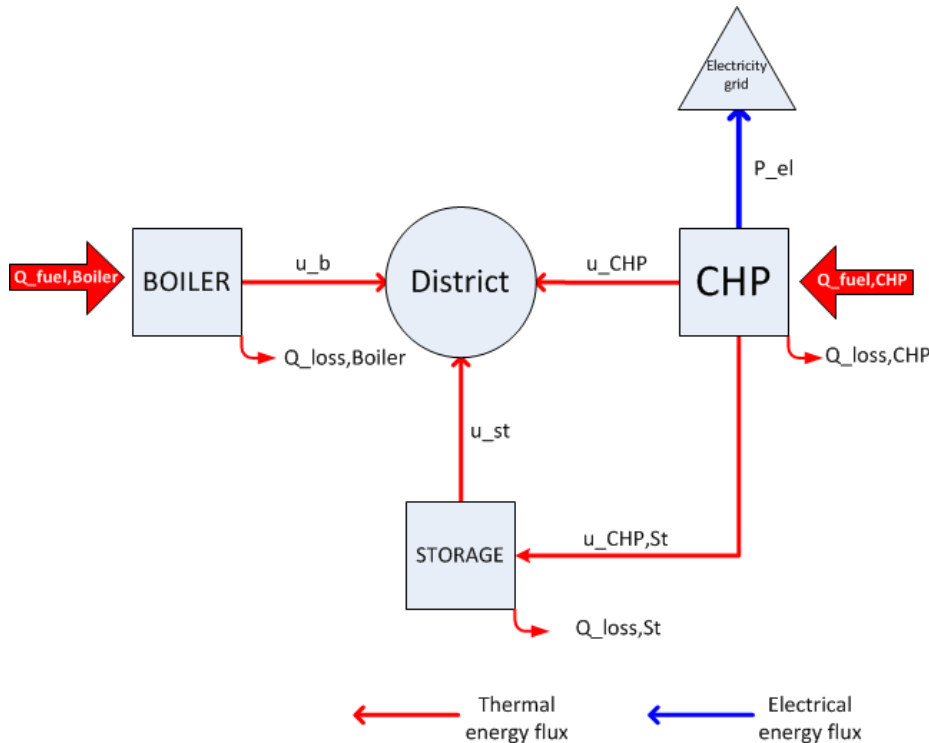 Electricity
grid
P_el
Q_fuel,Boiler
BOILER
u_b
District
u_CHP
CHP
Q_fuel,CHP
Q_loss,Boiler
Q_loss,CHP
u_st
STORAGE
u_CHP,St
Q_loss,St
Thermal
energy flux
Electrical
energy flux